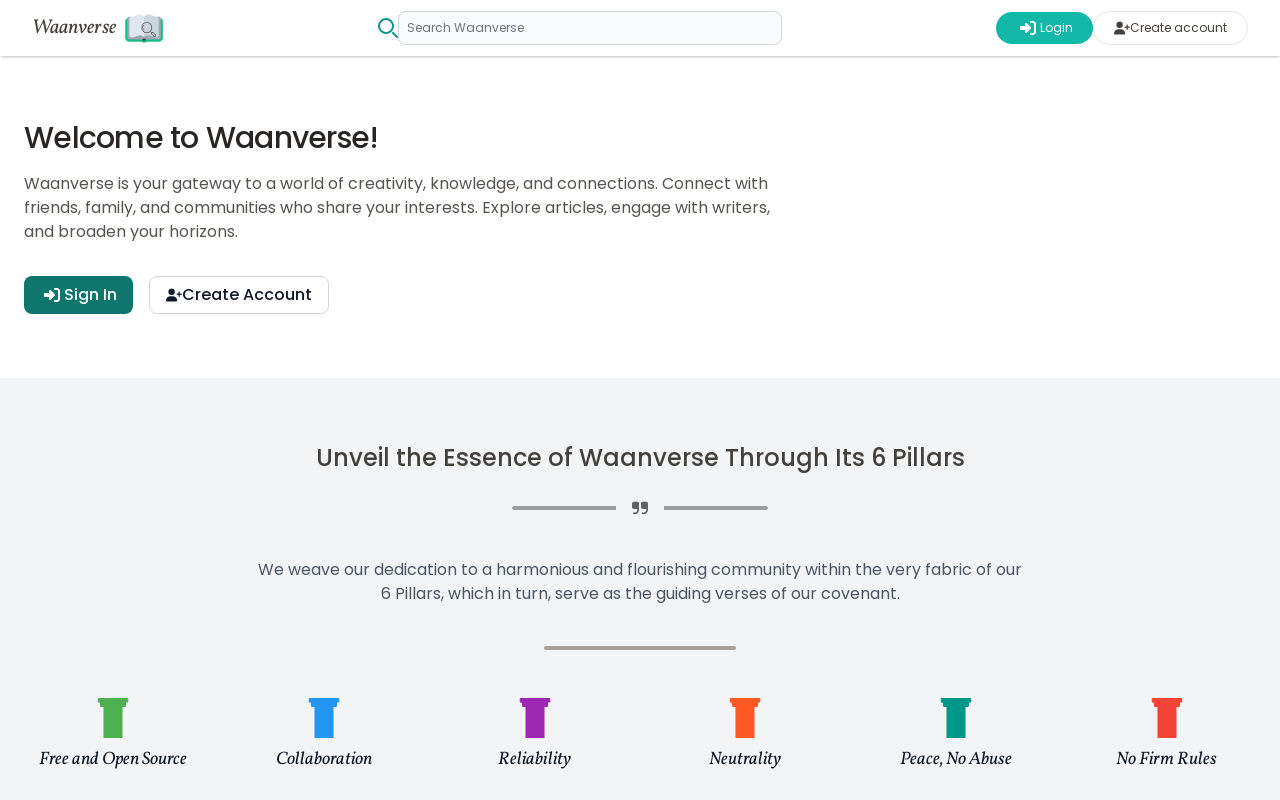 Waanverse
Search Waanverse
Login
Create account
Welcome to Waanverse!
Waanverse is your gateway to a world of creativity, knowledge, and connections. Connect with
friends, family, and communities who share your interests. Explore articles, engage with writers,
and broaden your horizons.
Sign In
Create Account
Unveil the Essence of Waanverse Through Its 6 Pillars
We weave our dedication to a harmonious and flourishing community within the very fabric of our
6 Pillars, which in turn, serve as the guiding verses of our covenant.
Free and Open Source
Collaboration
Reliability
Neutrality
Peace, No Abuse
No Firm Rules